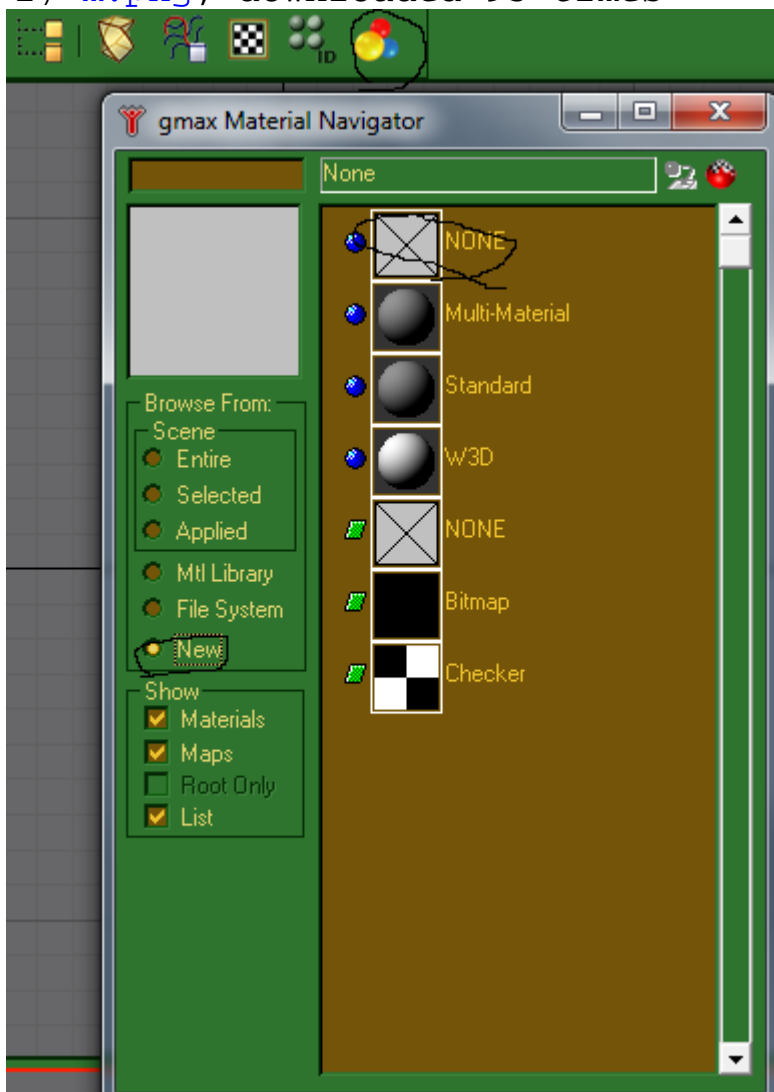 ID
gmax Material Navigator
None
NONE
Multi-Material
Standard
W3D
NONE
Bitmap
Checker
Browse From:
Scene
Entire
Selected
Applied
Mtl Library
File System
New
Show
Materials
Maps
Root Only
List